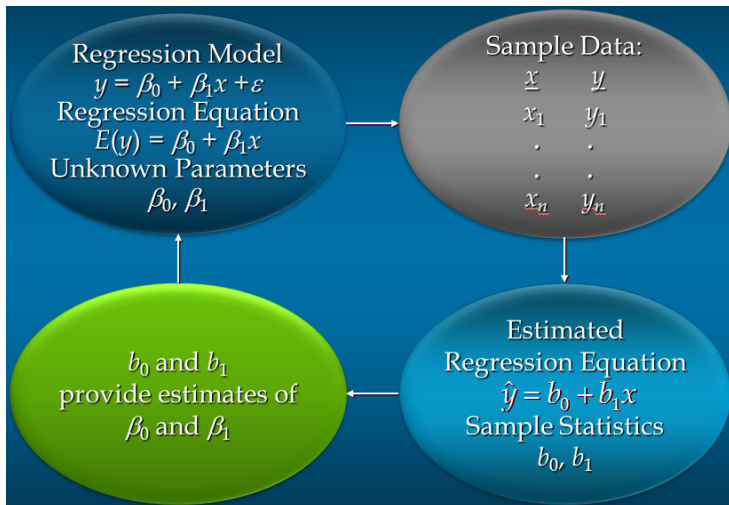 Regression Model
y = β₀ + β₁x + ε
Regression Equation
E(y) = β₀ + β₁x
Unknown Parameters
β₀, β₁
Sample Data:
x y
x₁ y₁
. .
. .
xₙ yₙ
Estimated
Regression Equation
ŷ = b₀ + b₁x
Sample Statistics
b₀, b₁
b₀ and b₁
provide estimates of
β₀ and β₁